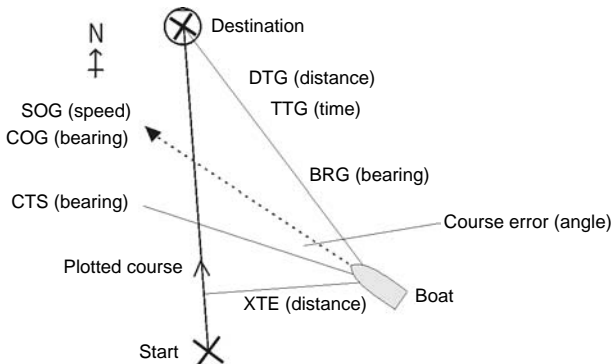 Destination
N
DTG (distance)
TTG (time)
SOG (speed)
COG (bearing)
BRG (bearing)
CTS (bearing)
Course error (angle)
Plotted course
XTE (distance)
Boat
Start